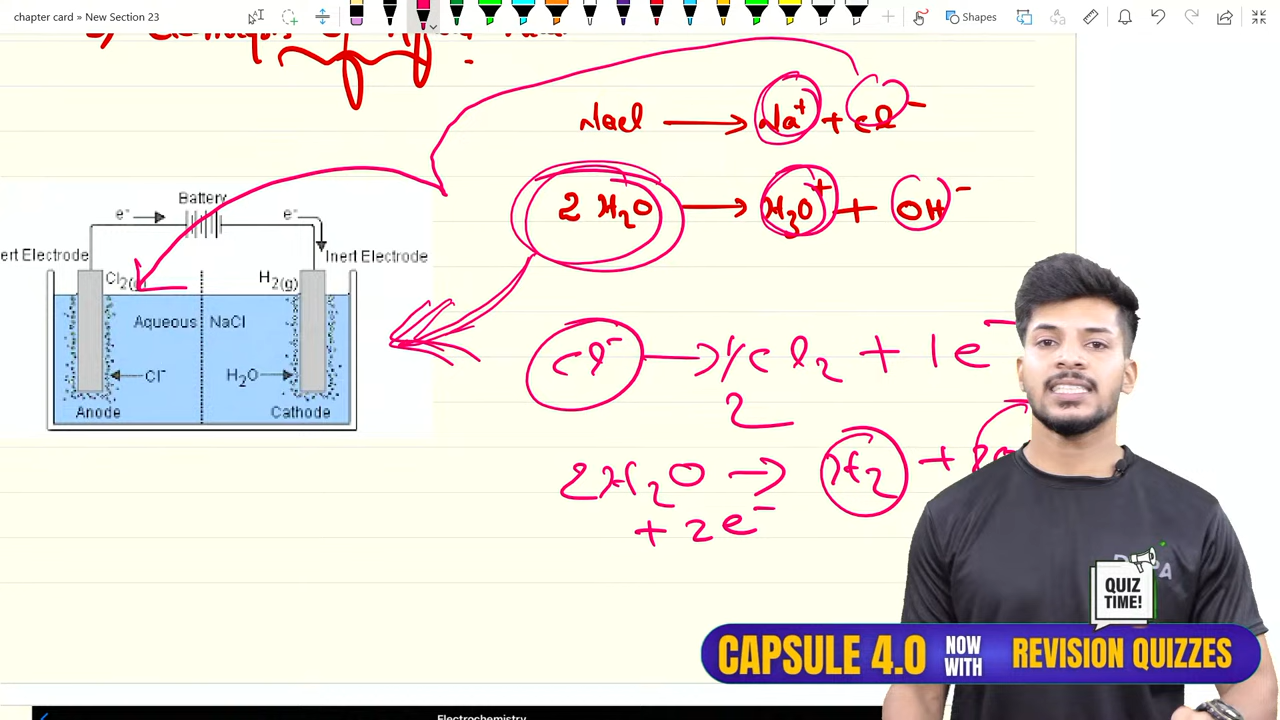 chapter card » New Section 23
Shapes
NaCl → Na⁺ + Cl⁻
2 H₂O → H₃O⁺ + OH⁻
Battery
e⁻
e⁻
ert Electrode
Inert Electrode
Cl₂(g)
H₂(g)
Aqueous NaCl
Cl⁻
H₂O
Anode
Cathode
Cl⁻ → 1/2 Cl₂ + 1e⁻
2H₂O → H₂ +
+ 2e⁻
QUIZ
TIME!
CAPSULE 4.0 NOW WITH REVISION QUIZZES
Electrochemistry